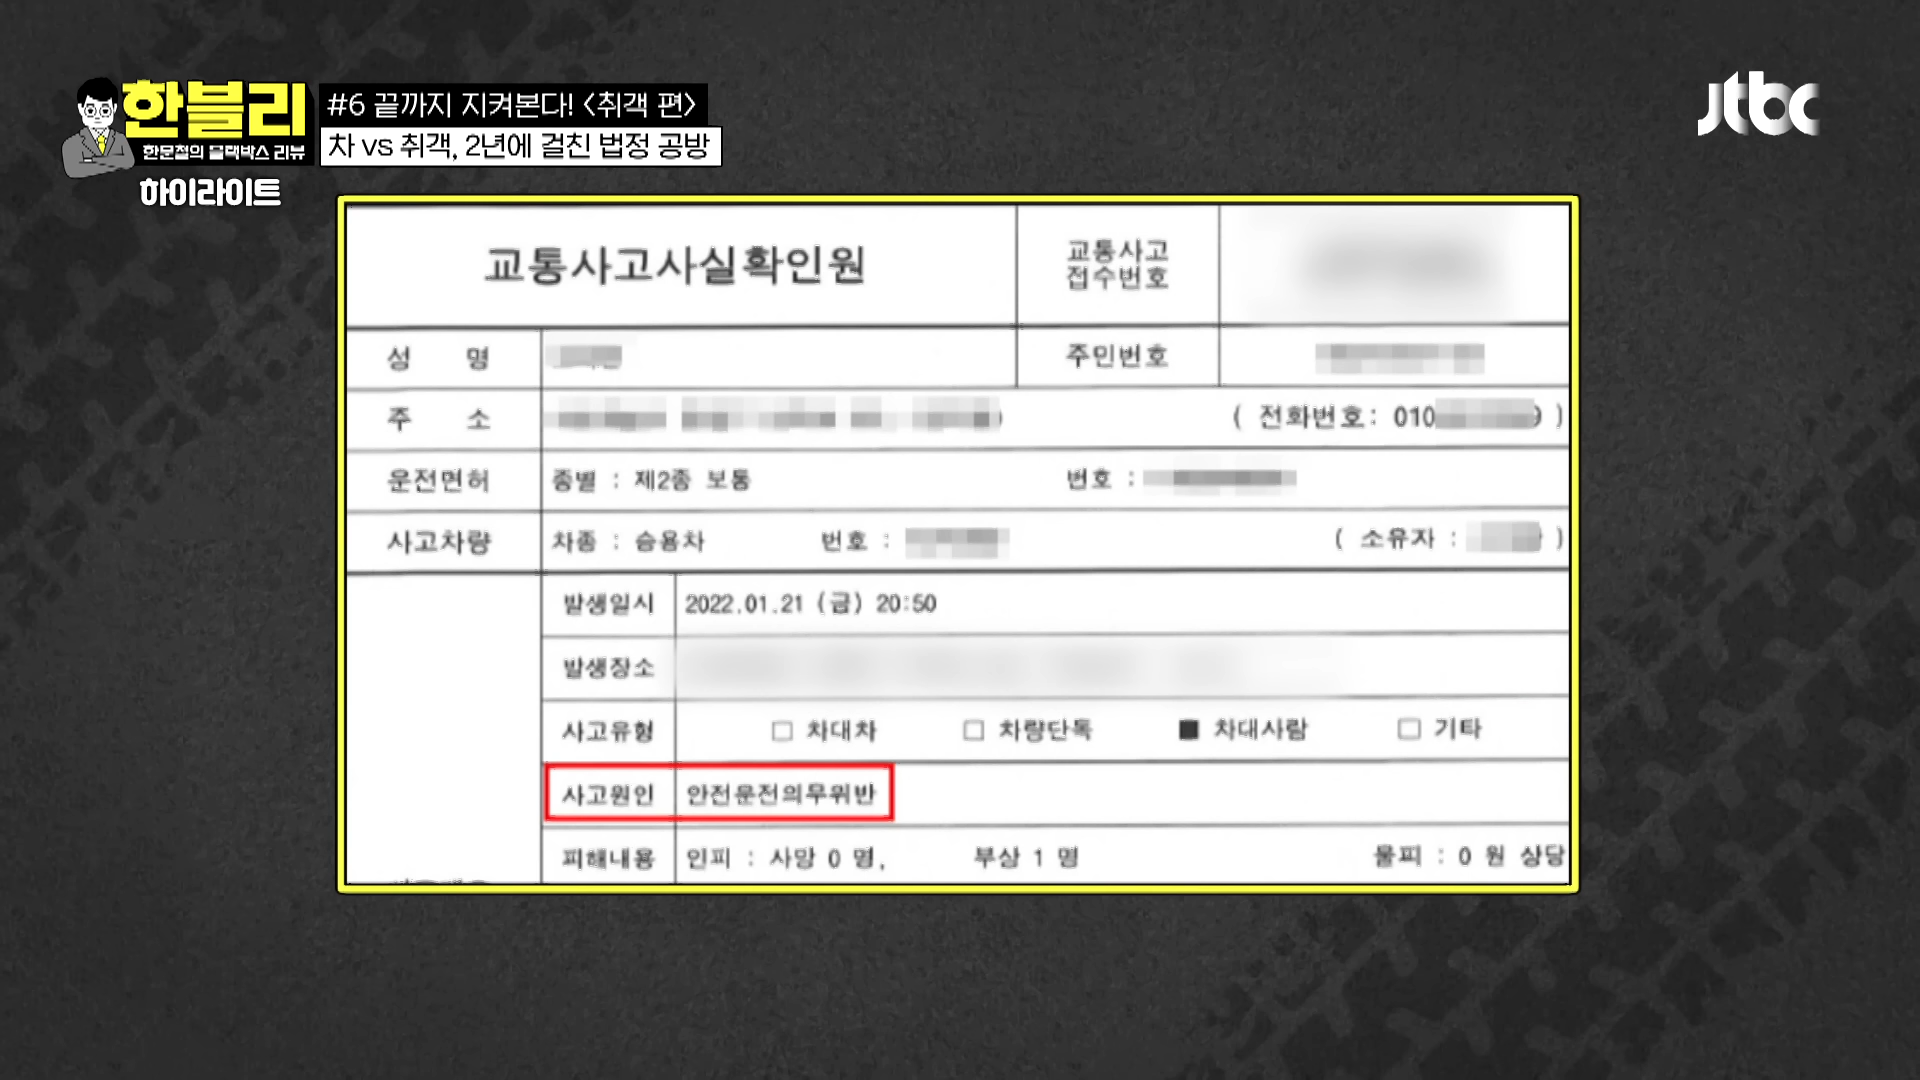 한블리
한문철의 블랙박스 리뷰
하이라이트
#6 끝까지 지켜본다! <취객 편>
차 vs 취객, 2년에 걸친 법정 공방
jtbc
교통사고사실확인원
교통사고
접수번호
성 명
주민번호
주 소 ( 전화번호: 010 9 )
운전면허 종별 : 제2종 보통 번호 :
사고차량 차종 : 승용차 번호 : ( 소유자 : )
발생일시 2022.01.21 (금) 20:50
발생장소
사고유형 □ 차대차 □ 차량단독 ■ 차대사람 □ 기타
사고원인 안전운전의무위반
피해내용 인피 : 사망 0 명, 부상 1 명 물피 : 0 원 상당